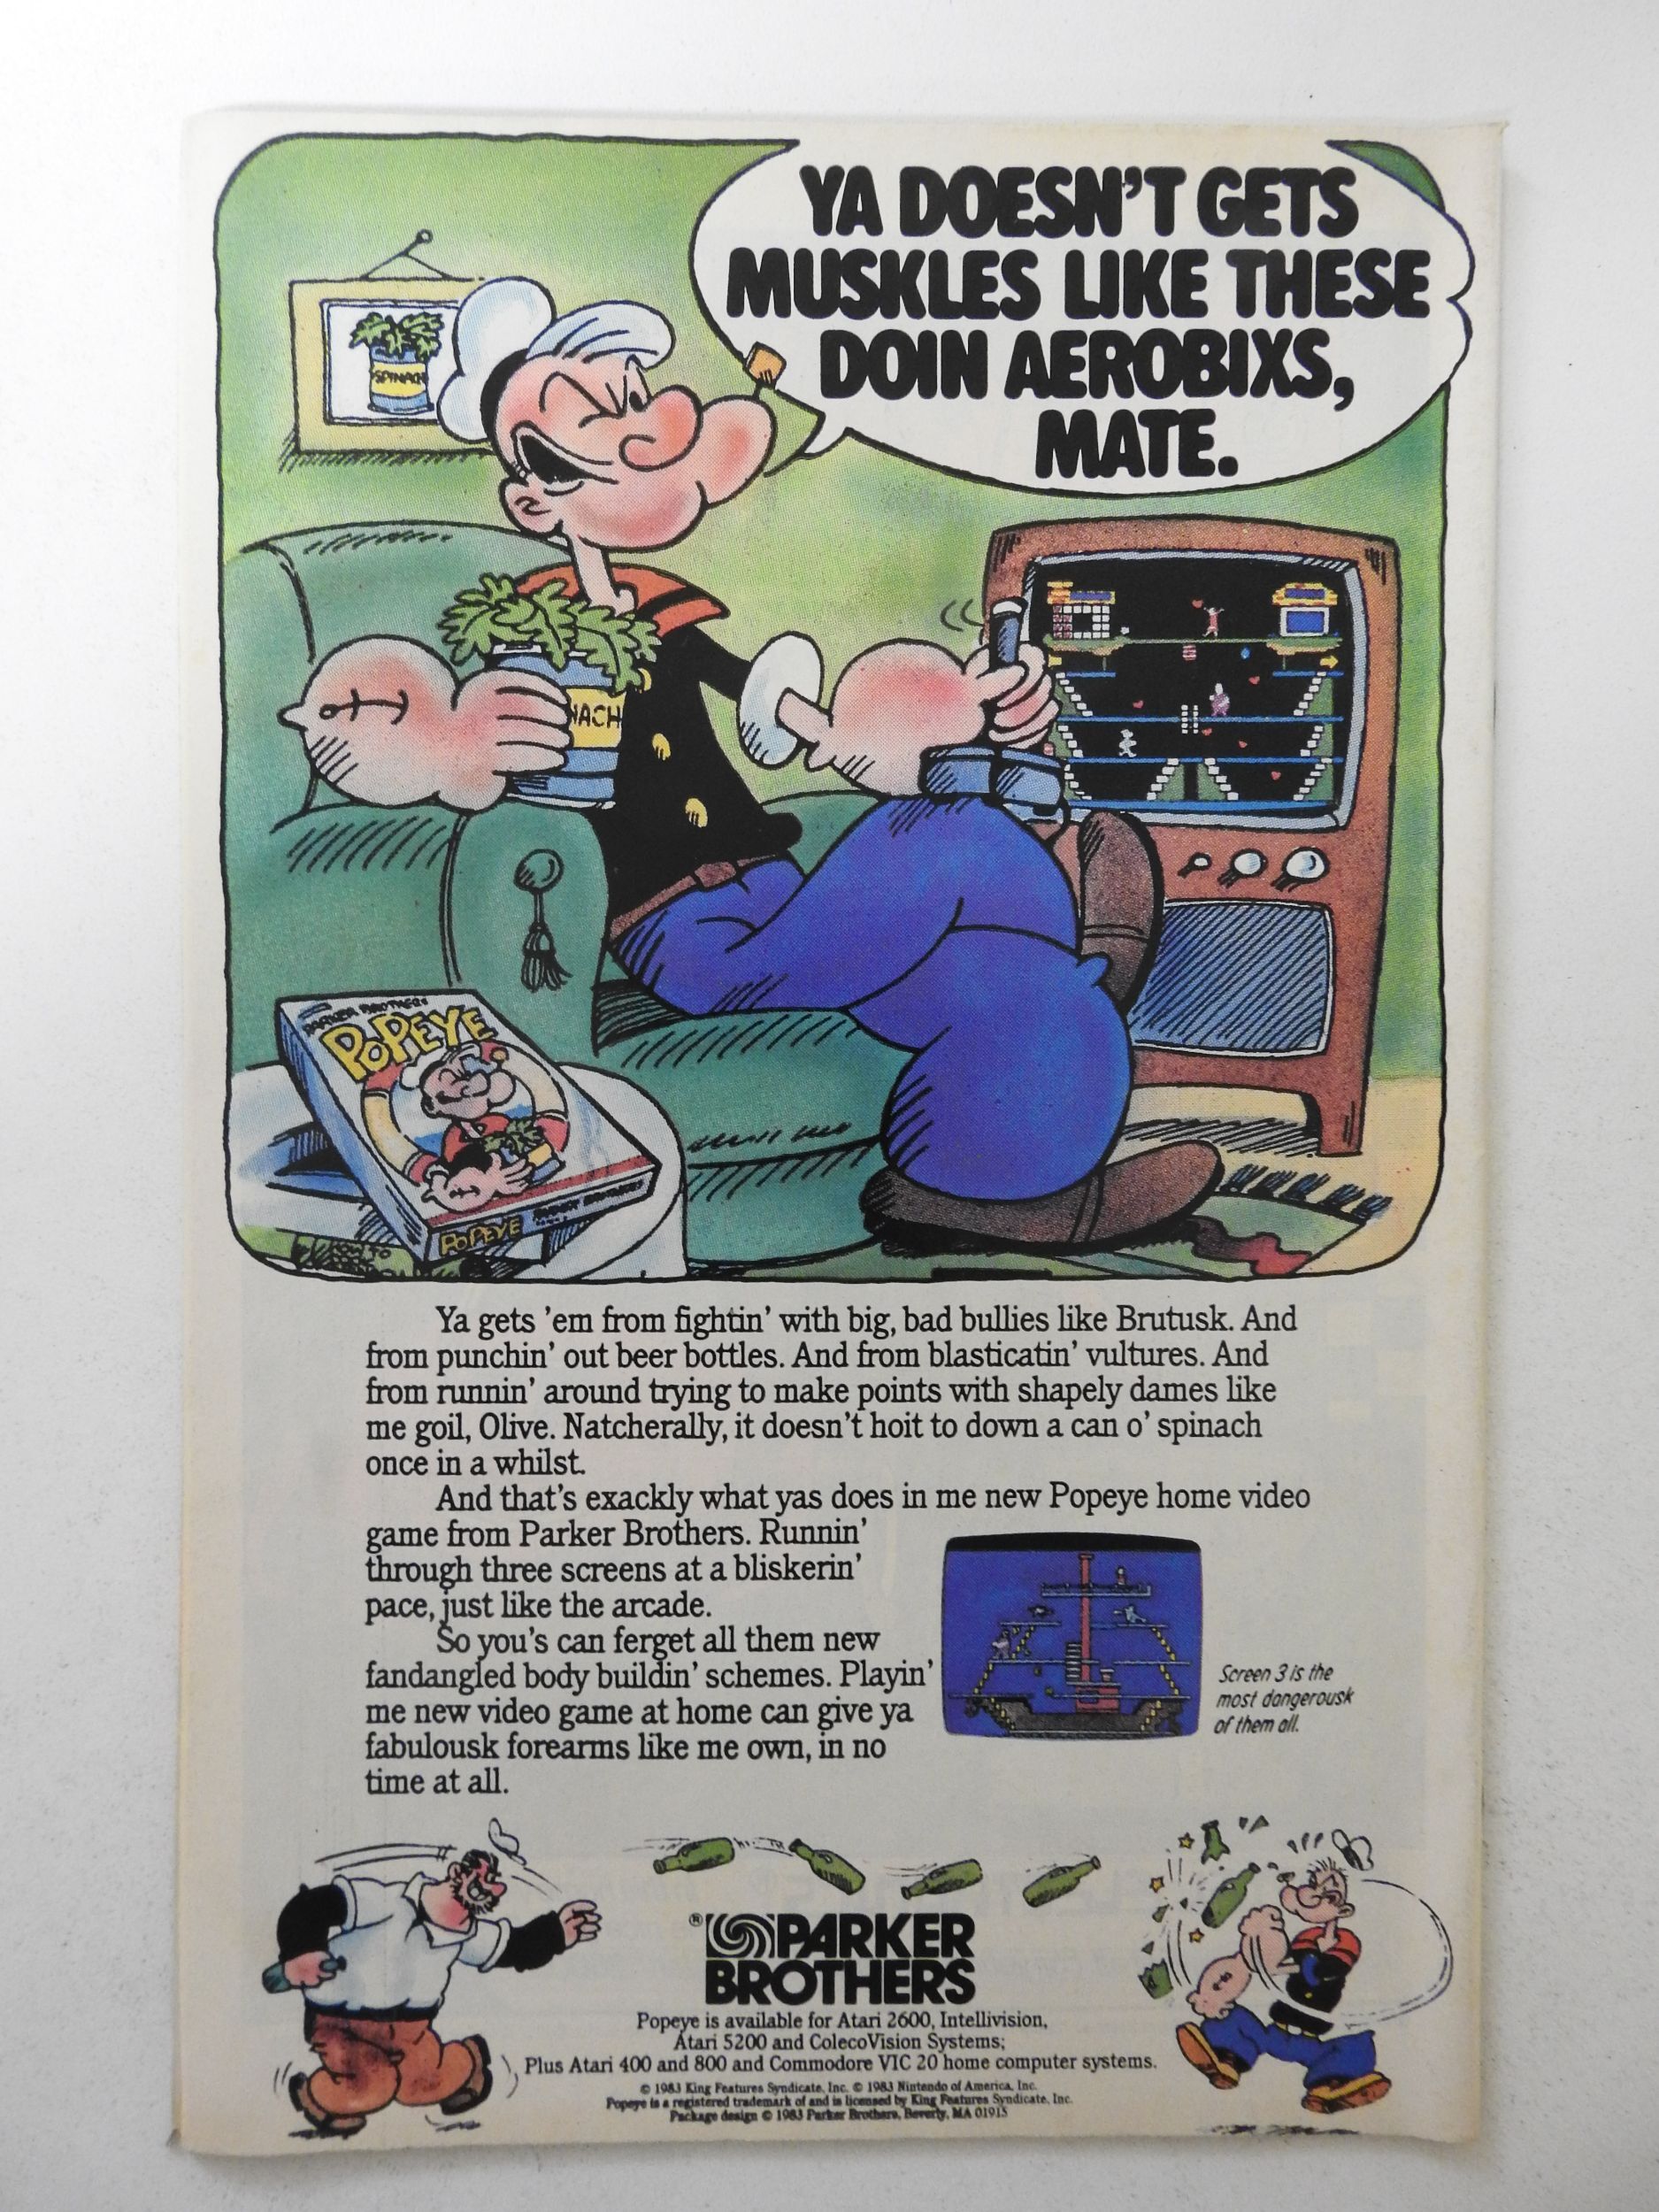 YA DOESN'T GETS
MUSKLES LIKE THESE
DOIN AEROBIXS,
MATE.
SPINACH
NACH
PARKER BROTHERS
POPEYE
POPEYE
PARKER BROTHERS
HOW TO
Ya gets 'em from fightin' with big, bad bullies like Brutusk. And
from punchin' out beer bottles. And from blasticatin' vultures. And
from runnin' around trying to make points with shapely dames like
me goil, Olive. Natcherally, it doesn't hoit to down a can o' spinach
once in a whilst.
And that's exackly what yas does in me new Popeye home video
game from Parker Brothers. Runnin'
through three screens at a bliskerin'
pace, just like the arcade.
So you's can ferget all them new
fandangled body buildin' schemes. Playin'
me new video game at home can give ya
fabulousk forearms like me own, in no
time at all.
Screen 3 is the
most dangerousk
of them all.
® PARKER
BROTHERS
Popeye is available for Atari 2600, Intellivision,
Atari 5200 and ColecoVision Systems;
Plus Atari 400 and 800 and Commodore VIC 20 home computer systems.
© 1983 King Features Syndicate, Inc. © 1983 Nintendo of America, Inc.
Popeye is a registered trademark of and is licensed by King Features Syndicate, Inc.
Package design © 1983 Parker Brothers, Beverly, MA 01915